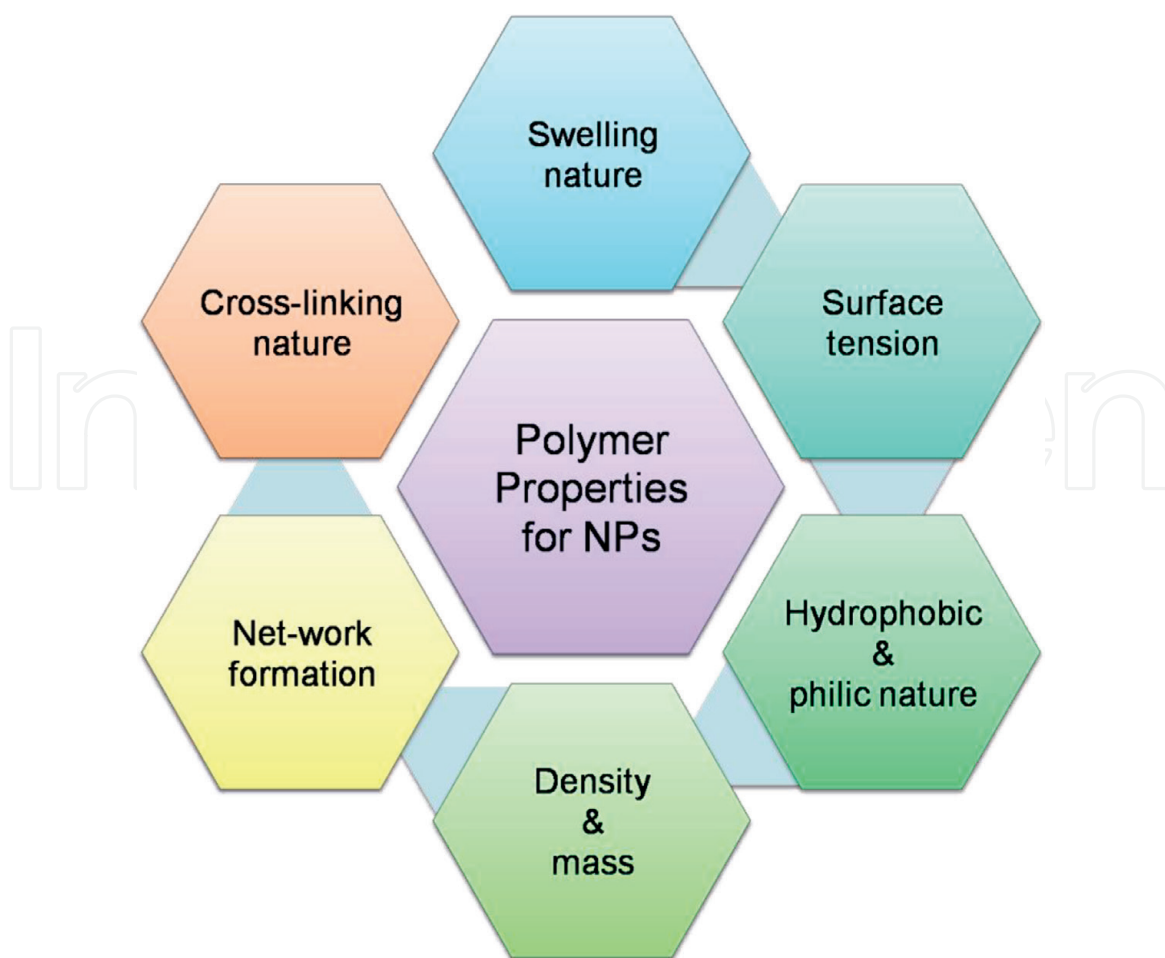 Swelling
nature
Surface
tension
Hydrophobic
&
philic nature
Density
&
mass
Net-work
formation
Cross-linking
nature
Polymer
Properties
for NPs